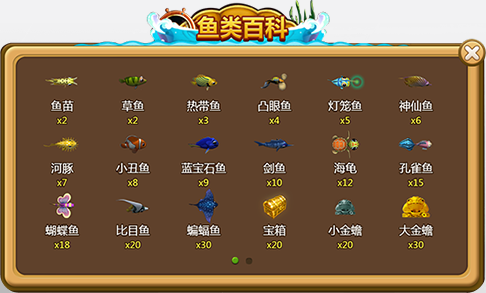 鱼类百科
鱼苗 草鱼 热带鱼 凸眼鱼 灯笼鱼 神仙鱼
x2 x2 x3 x4 x5 x6
河豚 小丑鱼 蓝宝石鱼 剑鱼 海龟 孔雀鱼
x7 x8 x9 x10 x12 x15
蝴蝶鱼 比目鱼 蝙蝠鱼 宝箱 小金蟾 大金蟾
x18 x20 x30 x20 x20 x30